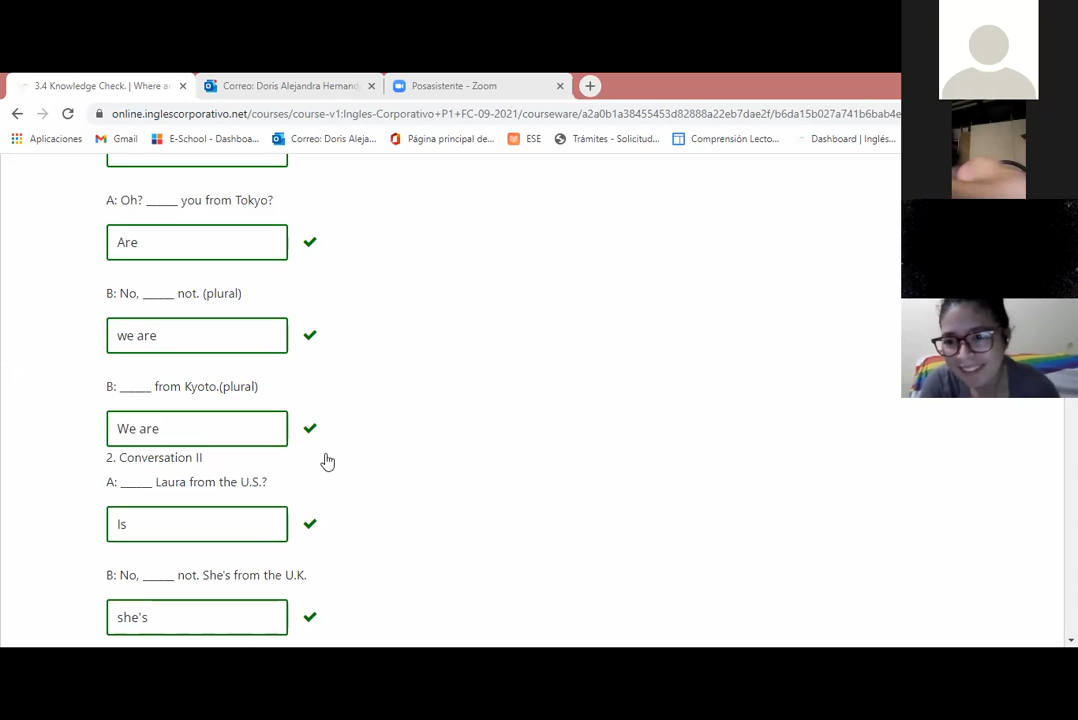 3.4 Knowledge Check. | Where a
Correo: Doris Alejandra Hernand
Posasistente - Zoom
online.inglescorporativo.net/courses/course-v1:Ingles-Corporativo+P1+FC-09-2021/courseware/a2a0b1a38455453d82888a22eb7dae2f/b6da15b027a741b6bab4e
Aplicaciones
Gmail
E-School - Dashboa...
Correo: Doris Aleja...
Página principal de...
ESE
Trámites - Solicitud...
Comprensión Lecto...
Dashboard | Inglés...
A: Oh? _____ you from Tokyo?
Are
B: No, _____ not. (plural)
we are
B: _____ from Kyoto.(plural)
We are
2. Conversation II
A: _____ Laura from the U.S.?
Is
B: No, _____ not. She's from the U.K.
she's